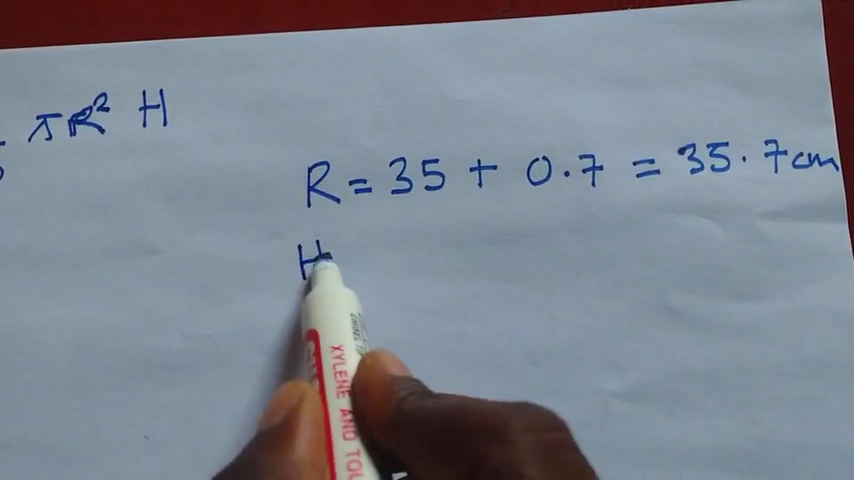 πR² H
R = 35 + 0.7 = 35.7cm
H
XYLENE AND TOL